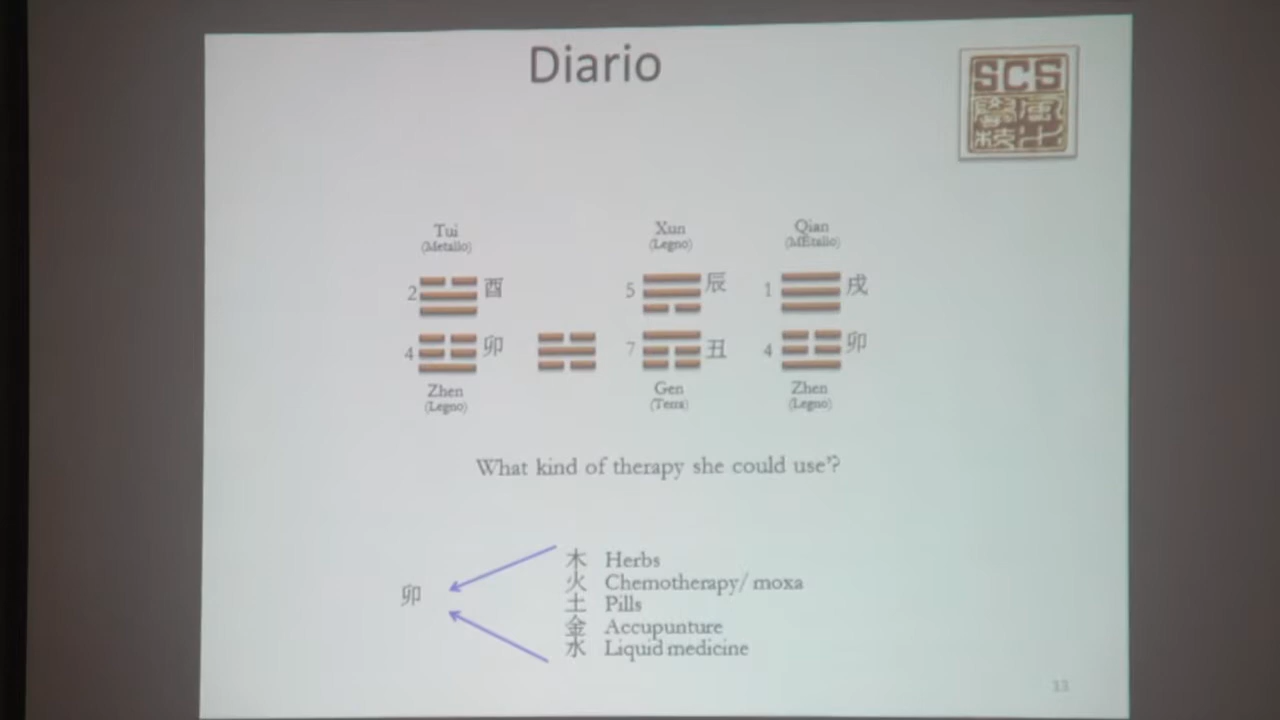 Diario
SCS
Tui
(Metallo)
Xun
(Legno)
Qian
(MEtallo)
2 酉
5 辰
1 戌
4 卯
7 丑
4 卯
Zhen
(Legno)
Gen
(Terra)
Zhen
(Legno)
What kind of therapy she could use'?
木 Herbs
火 Chemotherapy/ moxa
卯
土 Pills
金 Accupunture
水 Liquid medicine
33